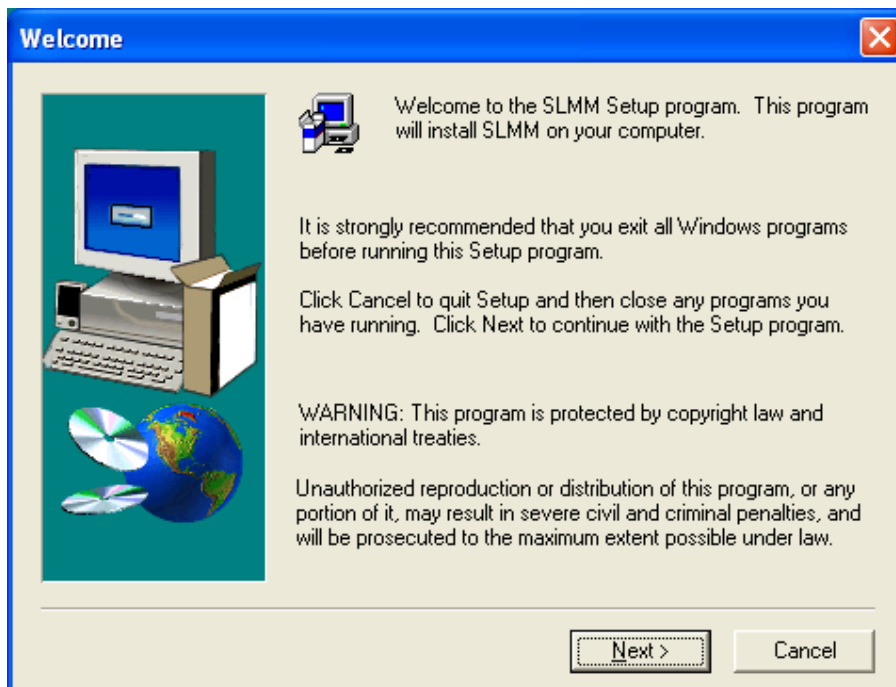 Welcome
Welcome to the SLMM Setup program. This program
will install SLMM on your computer.
It is strongly recommended that you exit all Windows programs
before running this Setup program.
Click Cancel to quit Setup and then close any programs you
have running. Click Next to continue with the Setup program.
WARNING: This program is protected by copyright law and
international treaties.
Unauthorized reproduction or distribution of this program, or any
portion of it, may result in severe civil and criminal penalties, and
will be prosecuted to the maximum extent possible under law.
Next >
Cancel